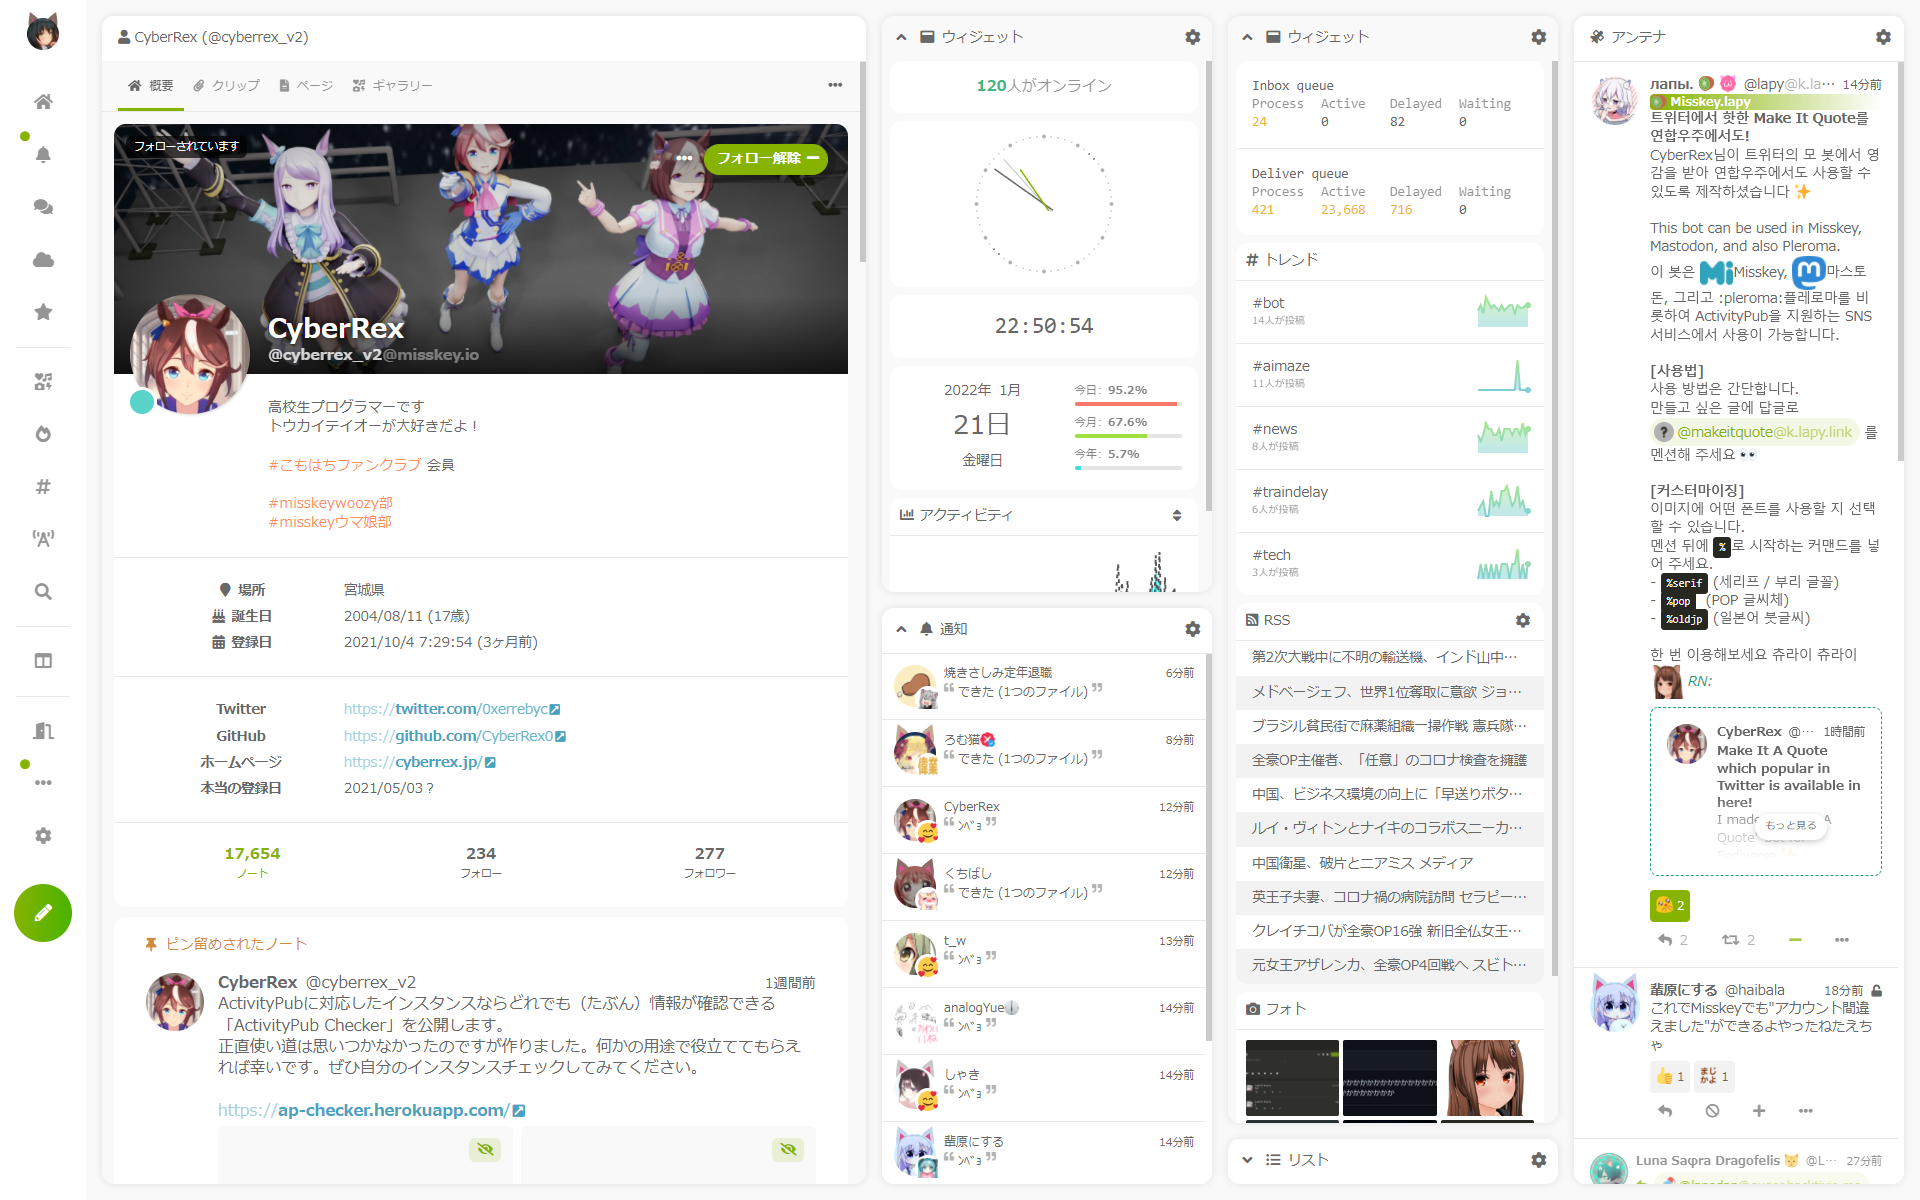 CyberRex (@cyberrex_v2)
概要
クリップ
ページ
ギャラリー
フォローされています
フォロー解除
CyberRex
@cyberrex_v2@misskey.io
高校生プログラマーです
トウカイテイオーが大好きだよ！
#こもはちファンクラブ 会員
#misskeywoozy部
#misskeyウマ娘部
場所 宮城県
誕生日 2004/08/11 (17歳)
登録日 2021/10/4 7:29:54 (3ヶ月前)
Twitter https://twitter.com/0xerrebyc
GitHub https://github.com/CyberRex0
ホームページ https://cyberrex.jp/
本当の登録日 2021/05/03 ?
17,654 234 277
ノート フォロー フォロワー
ピン留めされたノート
CyberRex @cyberrex_v2 1週間前
ActivityPubに対応したインスタンスならどれでも（たぶん）情報が確認できる
「ActivityPub Checker」を公開します。
正直使い道は思いつかなかったのですが作りました。何かの用途で役立ててもらえ
れば幸いです。ぜひ自分のインスタンスチェックしてみてください。
https://ap-checker.herokuapp.com/
ウィジェット
120人がオンライン
22:50:54
2022年 1月
21日
金曜日
今日: 95.2%
今月: 67.6%
今年: 5.7%
アクティビティ
通知
焼きさしみ定年退職 6分前
できた (1つのファイル)
ろむ猫 8分前
できた (1つのファイル)
CyberRex 12分前
ﾝﾍﾞｮ
くちばし 12分前
できた (1つのファイル)
t_w 13分前
ﾝﾍﾞｮ
analogYue 14分前
ﾝﾍﾞｮ
しゃき 14分前
ﾝﾍﾞｮ
輩原にする 14分前
ﾝﾍﾞｮ
ウィジェット
Inbox queue
Process Active Delayed Waiting
24 0 82 0
Deliver queue
Process Active Delayed Waiting
421 23,668 716 0
トレンド
#bot
14人が投稿
#aimaze
11人が投稿
#news
8人が投稿
#traindelay
6人が投稿
#tech
3人が投稿
RSS
第2次大戦中に不明の輸送機、インド山中…
メドベージェフ、世界1位奪取に意欲 ジョ…
ブラジル貧民街で麻薬組織一掃作戦 憲兵隊…
全豪OP主催者、「任意」のコロナ検査を擁護
中国、ビジネス環境の向上に「早送りボタ…
ルイ・ヴィトンとナイキのコラボスニーカ…
中国衛星、破片とニアミス メディア
英王子夫妻、コロナ禍の病院訪問 セラピー…
クレイチコバが全豪OP16強 新旧全仏女王…
元女王アザレンカ、全豪OP4回戦へ スビト…
フォト
リスト
アンテナ
лапы. @lapy@k.la… 14分前
Misskey.lapy
트위터에서 핫한 Make It Quote를
연합우주에서도!
CyberRex님이 트위터의 모 봇에서 영
감을 받아 연합우주에서도 사용할 수
있도록 제작하셨습니다 ✨
This bot can be used in Misskey,
Mastodon, and also Pleroma.
이 봇은 Misskey, 마스토
돈, 그리고 :pleroma:플레로마를 비
롯하여 ActivityPub을 지원하는 SNS
서비스에서 사용이 가능합니다.
[사용법]
사용 방법은 간단합니다.
만들고 싶은 글에 답글로
@makeitquote@k.lapy.link 를
멘션해 주세요 👀
[커스터마이징]
이미지에 어떤 폰트를 사용할 지 선택
할 수 있습니다.
멘션 뒤에 %로 시작하는 커맨드를 넣
어 주세요.
- %serif (세리프 / 부리 글꼴)
- %pop (POP 글씨체)
- %oldjp (일본어 붓글씨)
한 번 이용해보세요 츄라이 츄라이
RN:
CyberRex @… 1時間前
Make It A Quote
which popular in
Twitter is available in
here!
I made
もっと見る
Quote"
2
2 2
輩原にする @haibala 18分前
これでMisskeyでも"アカウント間違
えました"ができるよやったねたえち
ゃ
1 まじかよ 1
Luna Saφra Dragofelis @L… 27分前